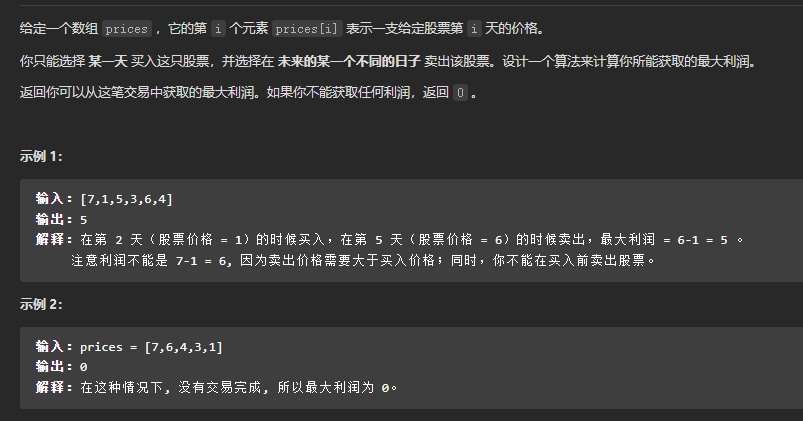 给定一个数组 prices ，它的第 i 个元素 prices[i] 表示一支给定股票第 i 天的价格。
你只能选择 某一天 买入这只股票，并选择在 未来的某一个不同的日子 卖出该股票。设计一个算法来计算你所能获取的最大利润。
返回你可以从这笔交易中获取的最大利润。如果你不能获取任何利润，返回 0 。
示例 1：
输入：[7,1,5,3,6,4]
输出：5
解释：在第 2 天（股票价格 = 1）的时候买入，在第 5 天（股票价格 = 6）的时候卖出，最大利润 = 6-1 = 5 。
注意利润不能是 7-1 = 6, 因为卖出价格需要大于买入价格；同时，你不能在买入前卖出股票。
示例 2：
输入：prices = [7,6,4,3,1]
输出：0
解释：在这种情况下, 没有交易完成, 所以最大利润为 0。